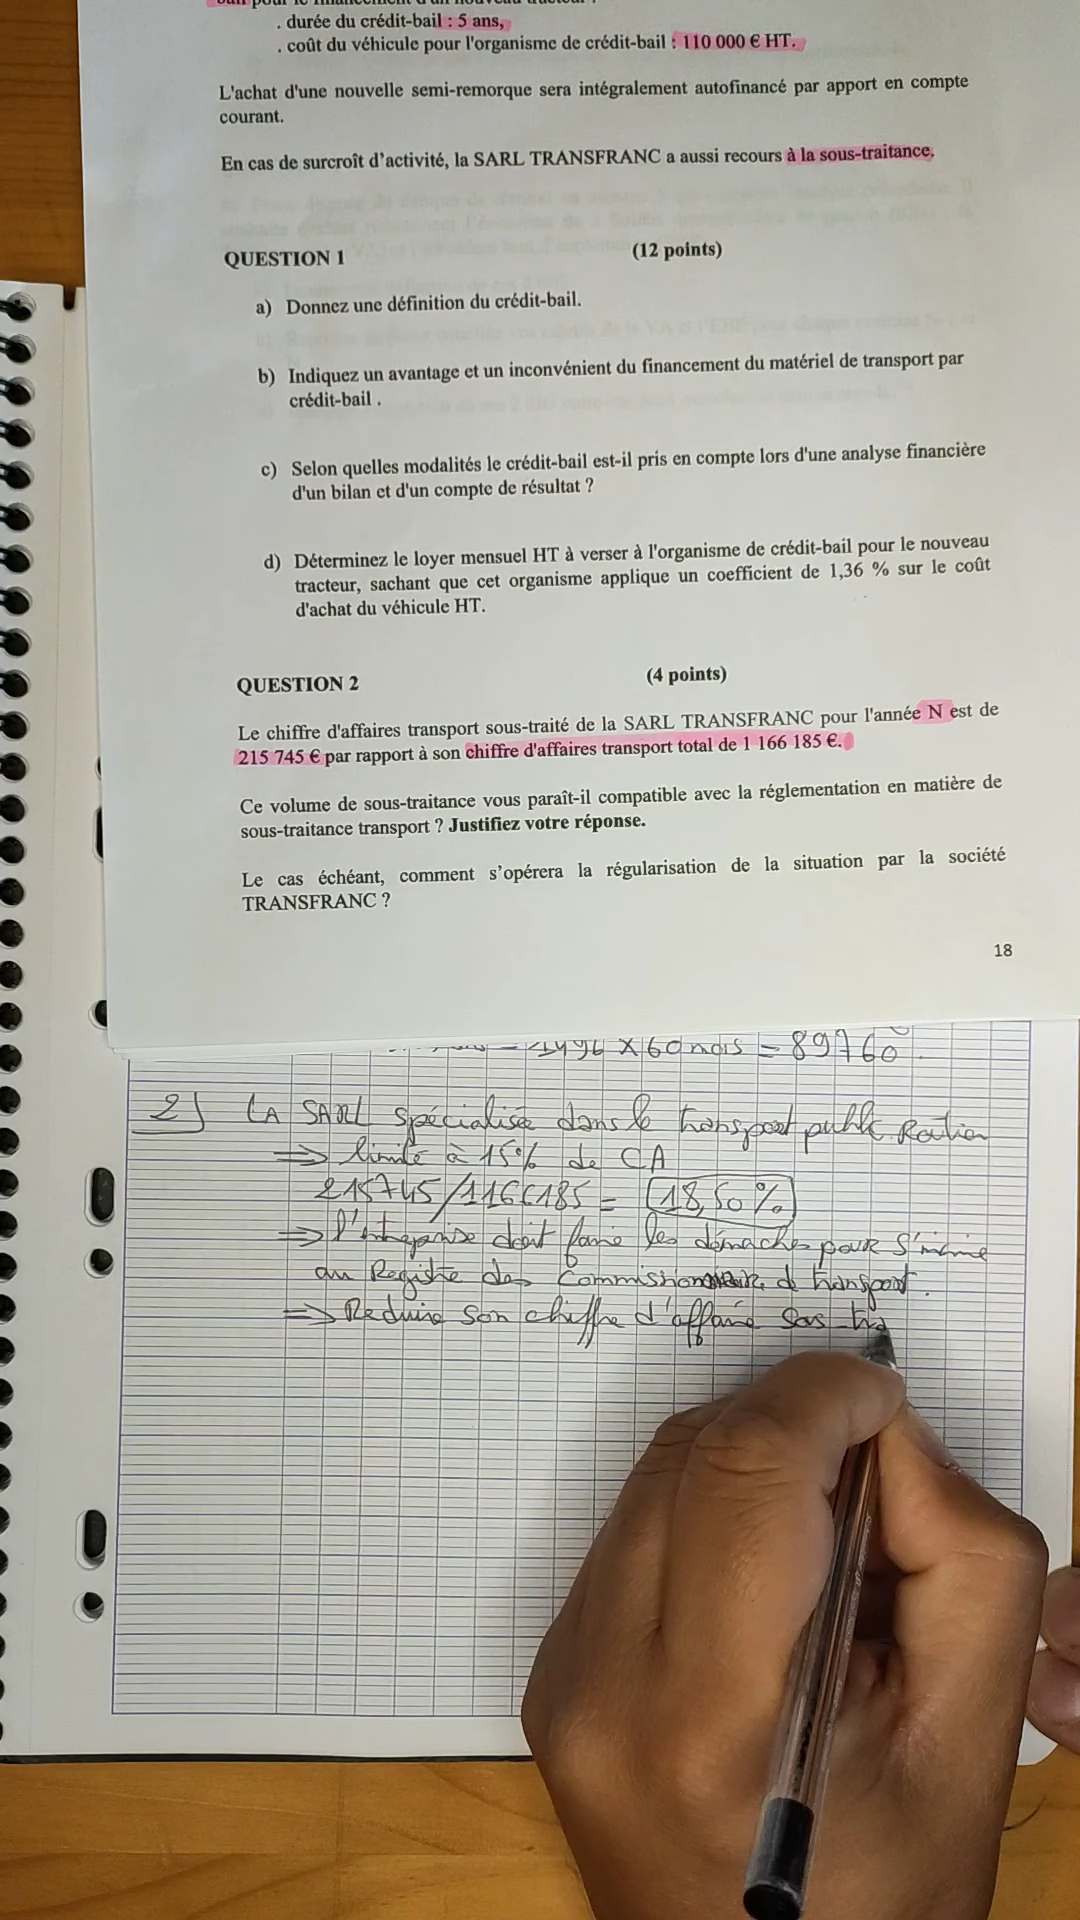 . durée du crédit-bail : 5 ans,
. coût du véhicule pour l'organisme de crédit-bail : 110 000 € HT.
L'achat d'une nouvelle semi-remorque sera intégralement autofinancé par apport en compte
courant.
En cas de surcroît d'activité, la SARL TRANSFRANC a aussi recours à la sous-traitance.
QUESTION 1 (12 points)
a) Donnez une définition du crédit-bail.
b) Indiquez un avantage et un inconvénient du financement du matériel de transport par
crédit-bail .
c) Selon quelles modalités le crédit-bail est-il pris en compte lors d'une analyse financière
d'un bilan et d'un compte de résultat ?
d) Déterminez le loyer mensuel HT à verser à l'organisme de crédit-bail pour le nouveau
tracteur, sachant que cet organisme applique un coefficient de 1,36 % sur le coût
d'achat du véhicule HT.
QUESTION 2 (4 points)
Le chiffre d'affaires transport sous-traité de la SARL TRANSFRANC pour l'année N est de
215 745 € par rapport à son chiffre d'affaires transport total de 1 166 185 €.
Ce volume de sous-traitance vous paraît-il compatible avec la réglementation en matière de
sous-traitance transport ? Justifiez votre réponse.
Le cas échéant, comment s'opérera la régularisation de la situation par la société
TRANSFRANC ?
18
1496 X 60 mois = 89760
2) LA SARL spécialisée dans le transport public Routier
=> limité à 15% de CA
215745/1166185 = 18,50%
=> l'entreprise doit faire les démarches pour s'inscrire
au Registre des Commissionnaire d transport.
=> Reduire son chiffre d'affaire Sous-tra